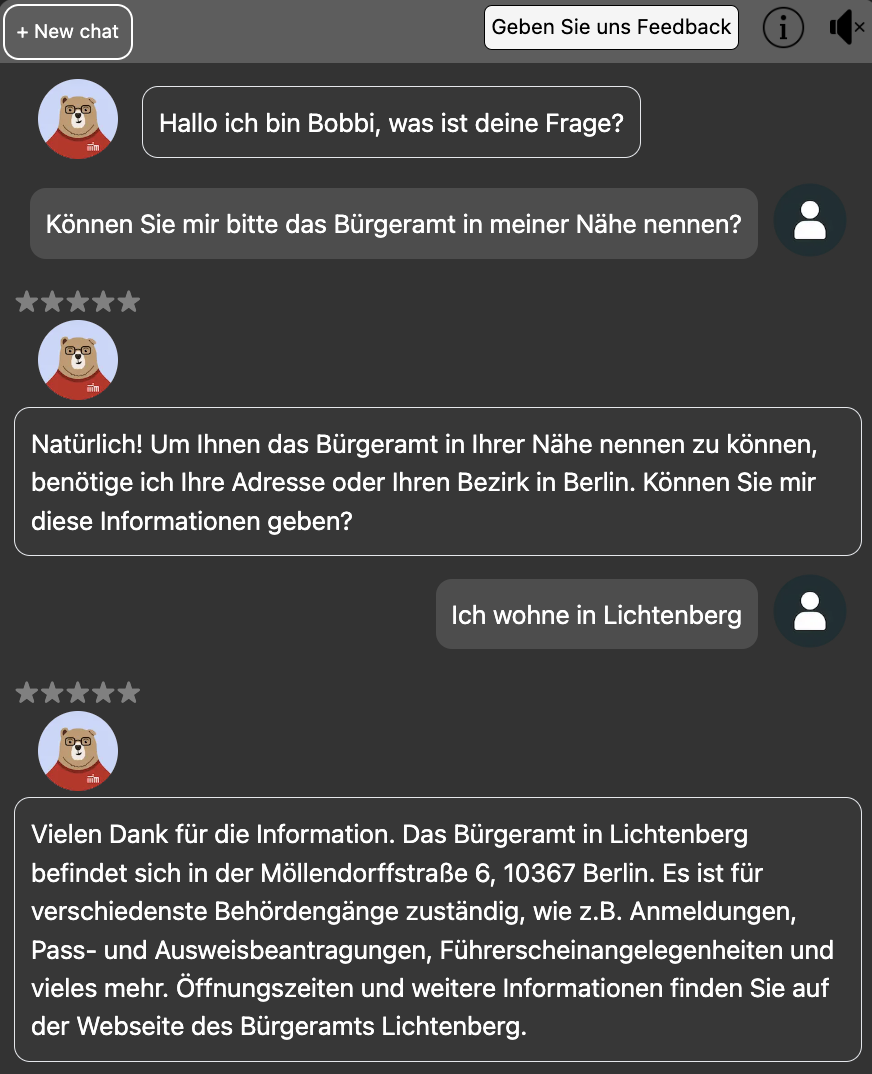 + New chat
Geben Sie uns Feedback
Hallo ich bin Bobbi, was ist deine Frage?
Können Sie mir bitte das Bürgeramt in meiner Nähe nennen?
Natürlich! Um Ihnen das Bürgeramt in Ihrer Nähe nennen zu können,
benötige ich Ihre Adresse oder Ihren Bezirk in Berlin. Können Sie mir
diese Informationen geben?
Ich wohne in Lichtenberg
Vielen Dank für die Information. Das Bürgeramt in Lichtenberg
befindet sich in der Möllendorffstraße 6, 10367 Berlin. Es ist für
verschiedenste Behördengänge zuständig, wie z.B. Anmeldungen,
Pass- und Ausweisbeantragungen, Führerscheinangelegenheiten und
vieles mehr. Öffnungszeiten und weitere Informationen finden Sie auf
der Webseite des Bürgeramts Lichtenberg.